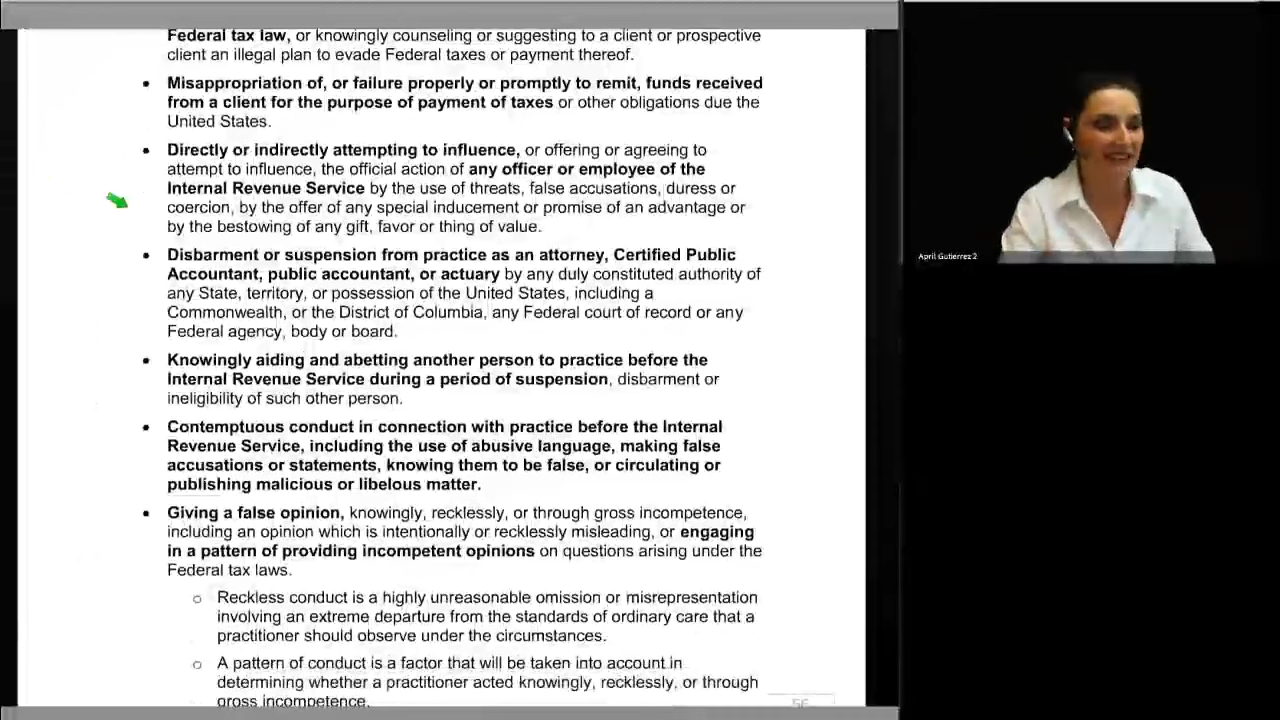 Federal tax law, or knowingly counseling or suggesting to a client or prospective
client an illegal plan to evade Federal taxes or payment thereof.
• Misappropriation of, or failure properly or promptly to remit, funds received
from a client for the purpose of payment of taxes or other obligations due the
United States.
• Directly or indirectly attempting to influence, or offering or agreeing to
attempt to influence, the official action of any officer or employee of the
Internal Revenue Service by the use of threats, false accusations, duress or
coercion, by the offer of any special inducement or promise of an advantage or
by the bestowing of any gift, favor or thing of value.
• Disbarment or suspension from practice as an attorney, Certified Public
Accountant, public accountant, or actuary by any duly constituted authority of
any State, territory, or possession of the United States, including a
Commonwealth, or the District of Columbia, any Federal court of record or any
Federal agency, body or board.
• Knowingly aiding and abetting another person to practice before the
Internal Revenue Service during a period of suspension, disbarment or
ineligibility of such other person.
• Contemptuous conduct in connection with practice before the Internal
Revenue Service, including the use of abusive language, making false
accusations or statements, knowing them to be false, or circulating or
publishing malicious or libelous matter.
• Giving a false opinion, knowingly, recklessly, or through gross incompetence,
including an opinion which is intentionally or recklessly misleading, or engaging
in a pattern of providing incompetent opinions on questions arising under the
Federal tax laws.
o Reckless conduct is a highly unreasonable omission or misrepresentation
involving an extreme departure from the standards of ordinary care that a
practitioner should observe under the circumstances.
o A pattern of conduct is a factor that will be taken into account in
determining whether a practitioner acted knowingly, recklessly, or through
gross incompetence.
56
April Gutierrez 2